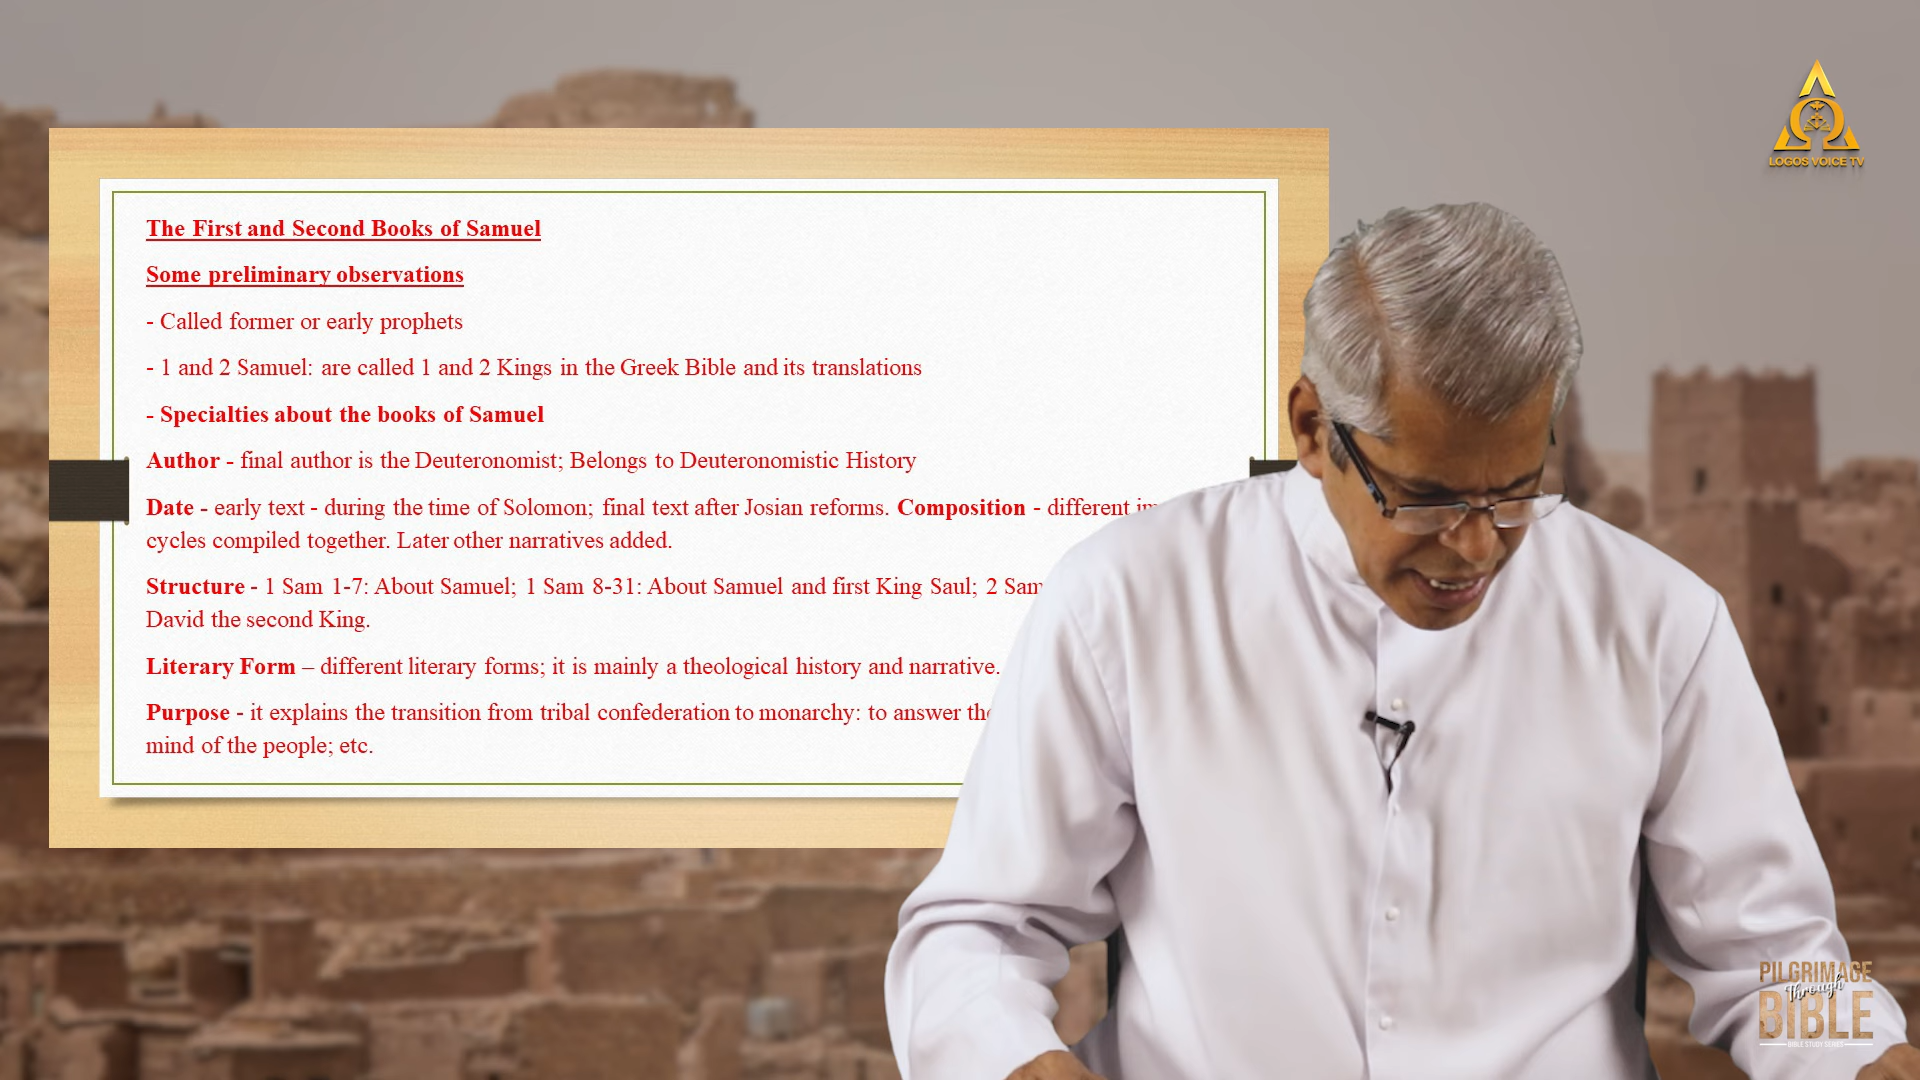 The First and Second Books of Samuel
Some preliminary observations
- Called former or early prophets
- 1 and 2 Samuel: are called 1 and 2 Kings in the Greek Bible and its translations
- Specialties about the books of Samuel
Author - final author is the Deuteronomist; Belongs to Deuteronomistic History
Date - early text - during the time of Solomon; final text after Josian reforms. Composition - different
cycles compiled together. Later other narratives added.
Structure - 1 Sam 1-7: About Samuel; 1 Sam 8-31: About Samuel and first King Saul; 2 Sam
David the second King.
Literary Form – different literary forms; it is mainly a theological history and narrative.
Purpose - it explains the transition from tribal confederation to monarchy: to answer
mind of the people; etc.
LOGOS VOICE TV
PILGRIMAGE
Through
BIBLE
BIBLE STUDY SERIES